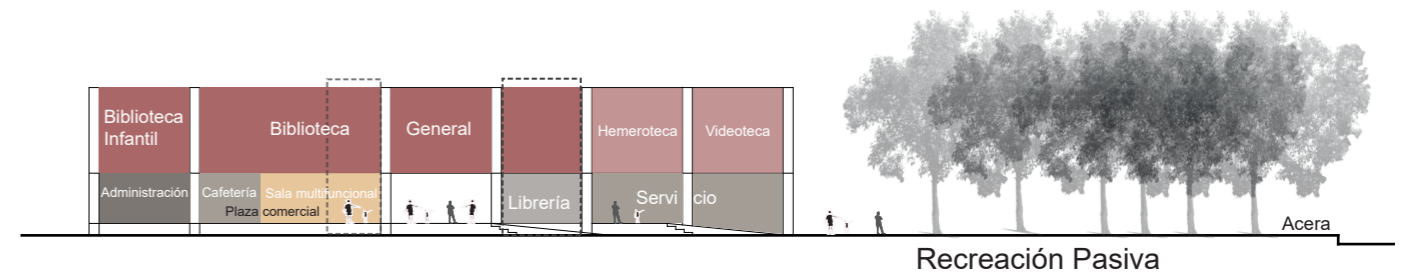 Biblioteca
Infantil
Biblioteca
General
Hemeroteca
Videoteca
Administración
Cafetería
Sala multifuncional
Plaza comercial
Librería
Servicio
Acera
Recreación Pasiva